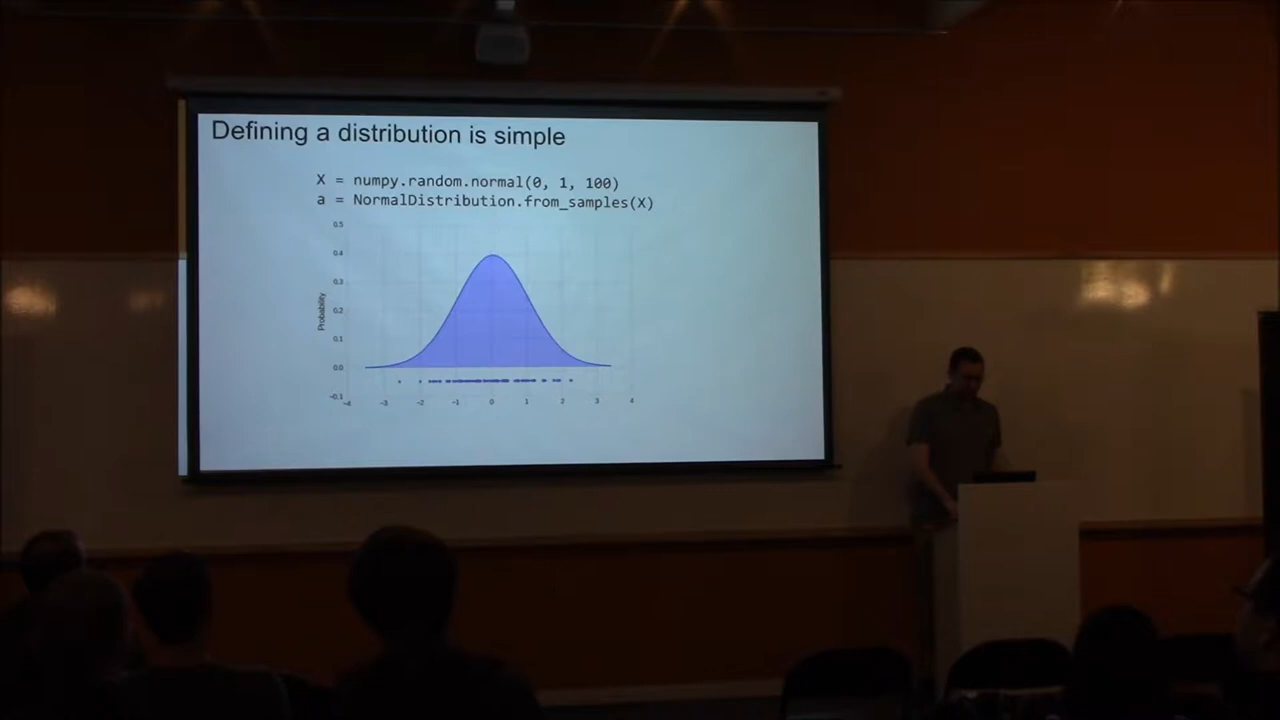 Defining a distribution is simple
X = numpy.random.normal(0, 1, 100)
a = NormalDistribution.from_samples(X)
0.5
0.4
0.3
0.2
0.1
0.0
-0.1
Probability
-4 -3 -2 -1 0 1 2 3 4